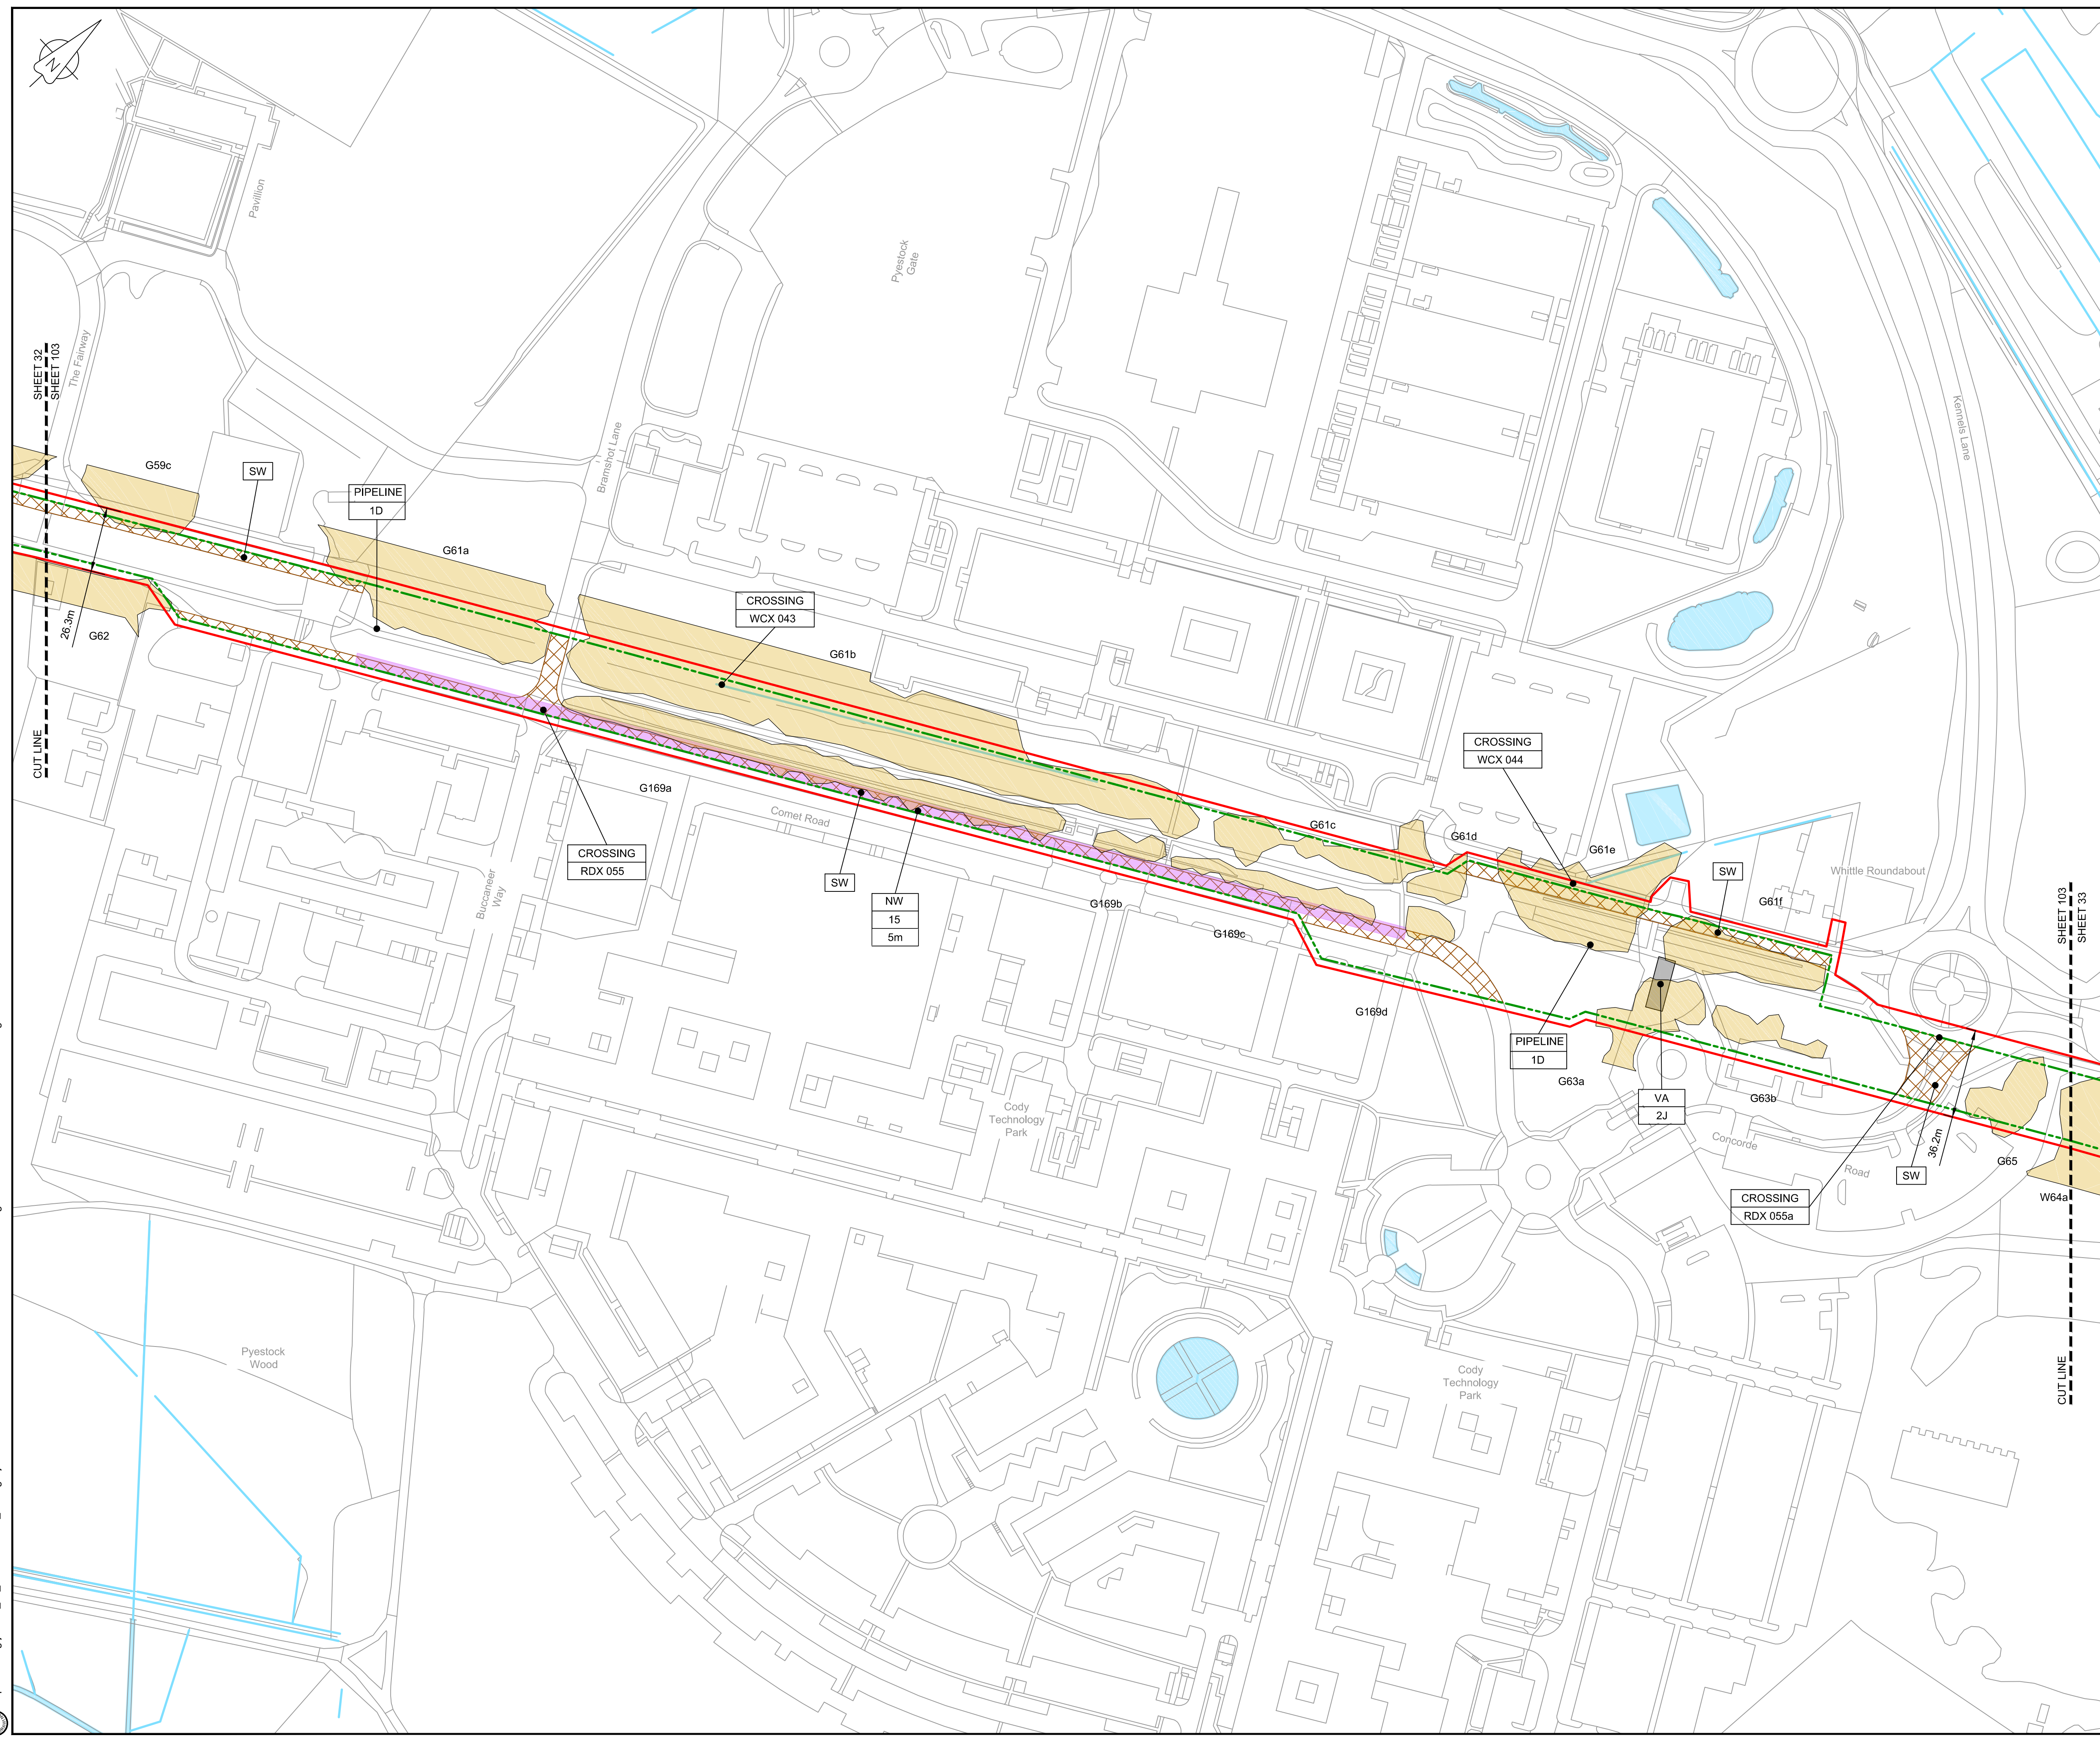 N
Pavillion
Pyestock
Gate
SHEET 32
SHEET 103
The Fairway
Bramshot Lane
Kennels Lane
G59c
SW
PIPELINE
1D
G61a
CROSSING
WCX 043
G61b
26.3m
G62
CUT LINE
G169a
Comet Road
CROSSING
RDX 055
Buccaneer
Way
SW
NW
15
5m
CROSSING
WCX 044
G61c
G61d
G61e
SW
G61f
Whittle Roundabout
SHEET 103
SHEET 33
G169b
G169c
G169d
PIPELINE
1D
G63a
VA
2J
G63b
Concorde
Road
36.2m
SW
G65
W64a
CROSSING
RDX 055a
Cody
Technology
Park
Pyestock
Wood
Cody
Technology
Park
CUT LINE